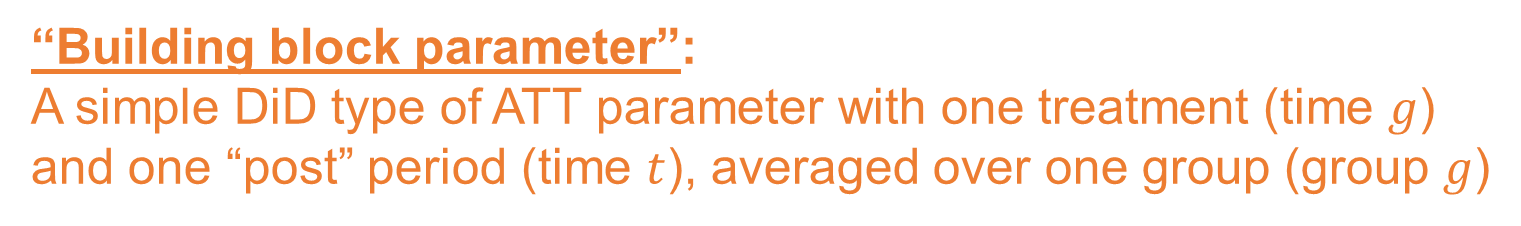 “Building block parameter”:
A simple DiD type of ATT parameter with one treatment (time 𝑔)
and one “post” period (time 𝑡), averaged over one group (group 𝑔)